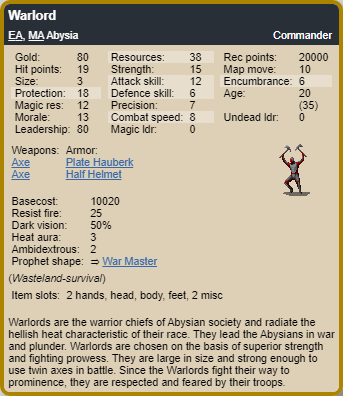 Warlord
EA, MA Abysia Commander
Gold: 80 Resources: 38 Rec points: 20000
Hit points: 19 Strength: 15 Map move: 10
Size: 3 Attack skill: 12 Encumbrance: 6
Protection: 18 Defence skill: 6 Age: 20
Magic res: 12 Precision: 7 (35)
Morale: 13 Combat speed: 8 Undead ldr: 0
Leadership: 80 Magic ldr: 0
Weapons: Armor:
Axe Plate Hauberk
Axe Half Helmet
Basecost: 10020
Resist fire: 25
Dark vision: 50%
Heat aura: 3
Ambidextrous: 2
Prophet shape: ⇒ War Master
(Wasteland-survival)
Item slots: 2 hands, head, body, feet, 2 misc
Warlords are the warrior chiefs of Abysian society and radiate the
hellish heat characteristic of their race. They lead the Abysians in war
and plunder. Warlords are chosen on the basis of superior strength
and fighting prowess. They are large in size and strong enough to
use twin axes in battle. Since the Warlords fight their way to
prominence, they are respected and feared by their troops.